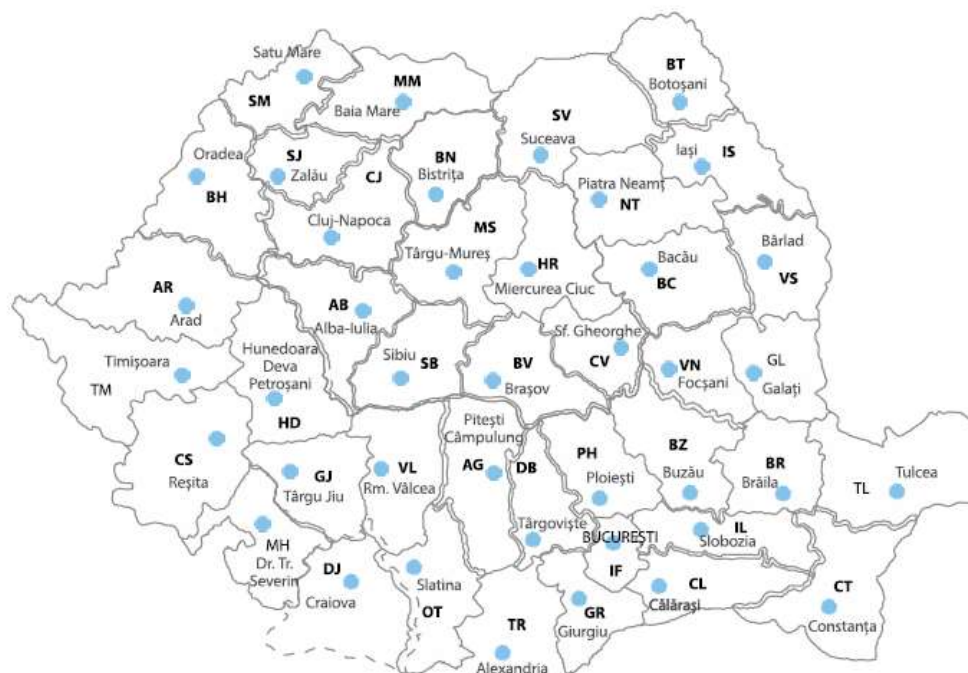 Satu Mare
SM
MM
Baia Mare
BT
Botoșani
SV
Suceava
Iași
IS
Oradea
BH
SJ
Zalău
CJ
Cluj-Napoca
BN
Bistrița
Piatra Neamț
NT
MS
Târgu-Mureș
HR
Miercurea Ciuc
Bacău
BC
Bârlad
VS
AR
Arad
AB
Alba-Iulia
Timișoara
TM
Hunedoara
Deva
Petroșani
HD
Sibiu
SB
BV
Brașov
Sf. Gheorghe
CV
VN
Focșani
GL
Galați
CS
Reșița
GJ
Târgu Jiu
VL
Rm. Vâlcea
Pitești
Câmpulung
AG
DB
Târgoviște
PH
Ploiești
BZ
Buzău
BR
Brăila
TL
Tulcea
MH
Dr. Tr.
Severin
DJ
Craiova
Slatina
OT
TR
Alexandria
BUCUREȘTI
IF
GR
Giurgiu
IL
Slobozia
CL
Călărași
CT
Constanța